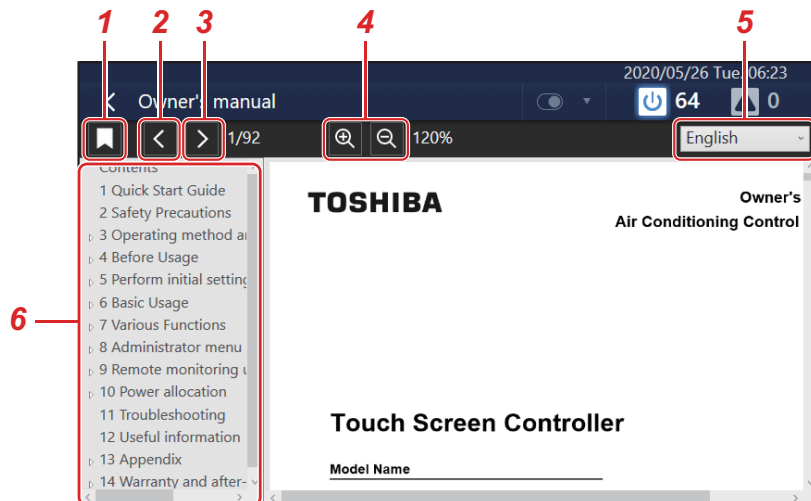 1 2 3 4 5
2020/05/26 Tue. 06:23
Owner's manual 64 0
1/92 120% English
Contents
1 Quick Start Guide
2 Safety Precautions
3 Operating method a
4 Before Usage
5 Perform initial setting
6 Basic Usage
7 Various Functions
8 Administrator menu
9 Remote monitoring u
10 Power allocation
11 Troubleshooting
12 Useful information
13 Appendix
14 Warranty and after-
6
TOSHIBA
Owner's
Air Conditioning Control
Touch Screen Controller
Model Name